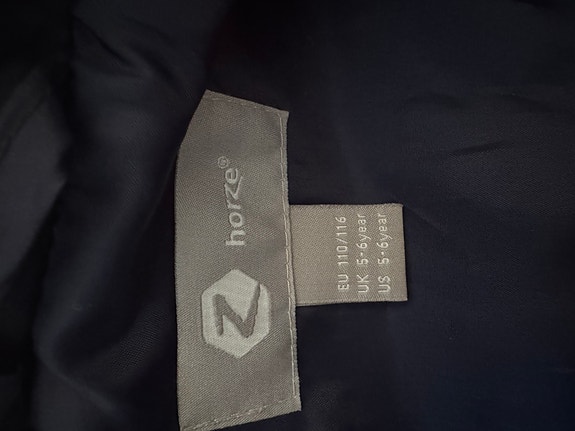 horze®
Z
EU 110/116
UK 5-6year
US 5-6year